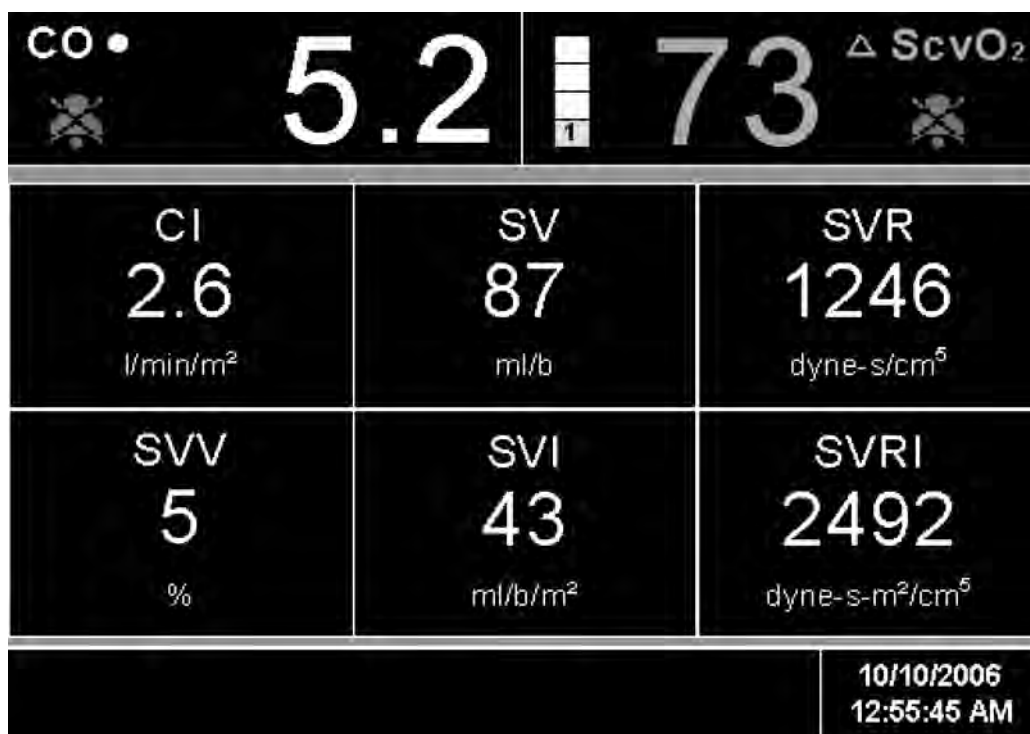 CO
5.2
1
73
ScvO₂
CI
2.6
l/min/m²
SV
87
ml/b
SVR
1246
dyne-s/cm⁵
SVV
5
%
SVI
43
ml/b/m²
SVRI
2492
dyne-s-m²/cm⁵
10/10/2006
12:55:45 AM